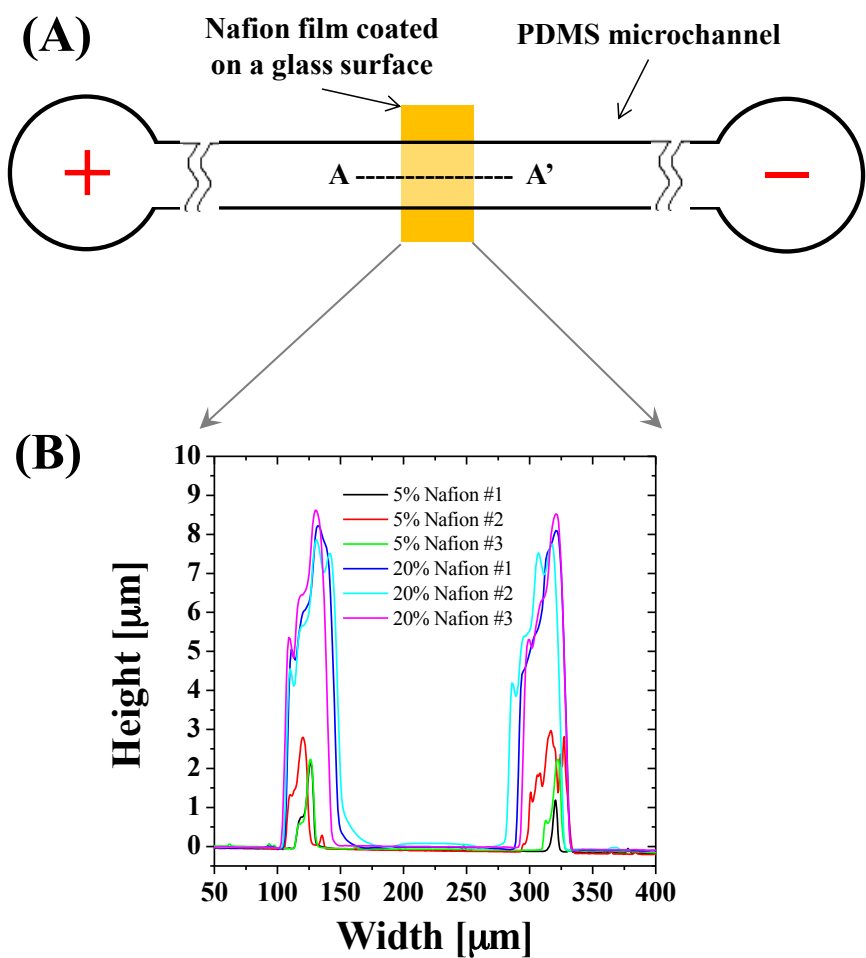 (A)
Nafion film coated
on a glass surface
PDMS microchannel
+
A
A’
−
(B)
10
9
8
7
6
5
4
3
2
1
0
5% Nafion #1
5% Nafion #2
5% Nafion #3
20% Nafion #1
20% Nafion #2
20% Nafion #3
Height [μm]
50 100 150 200 250 300 350 400
Width [μm]